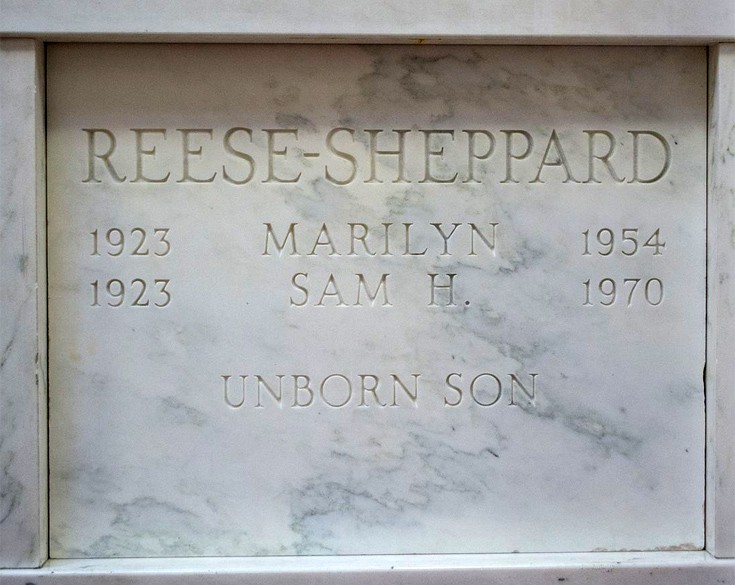 REESE-SHEPPARD
1923 MARILYN 1954
1923 SAM H. 1970
UNBORN SON